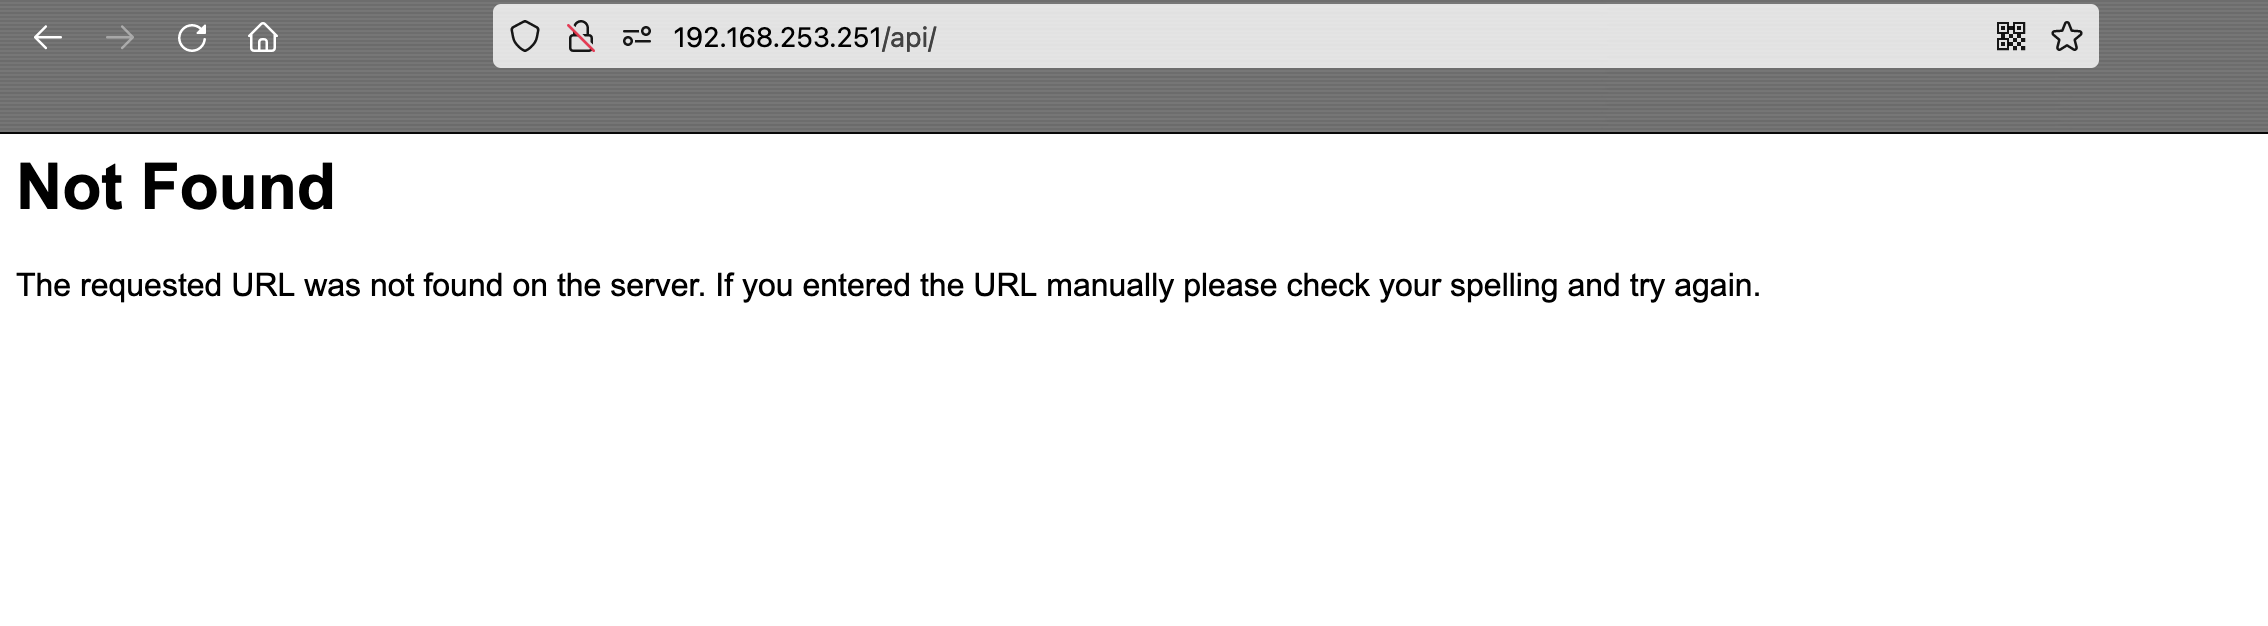 192.168.253.251/api/
Not Found
The requested URL was not found on the server. If you entered the URL manually please check your spelling and try again.